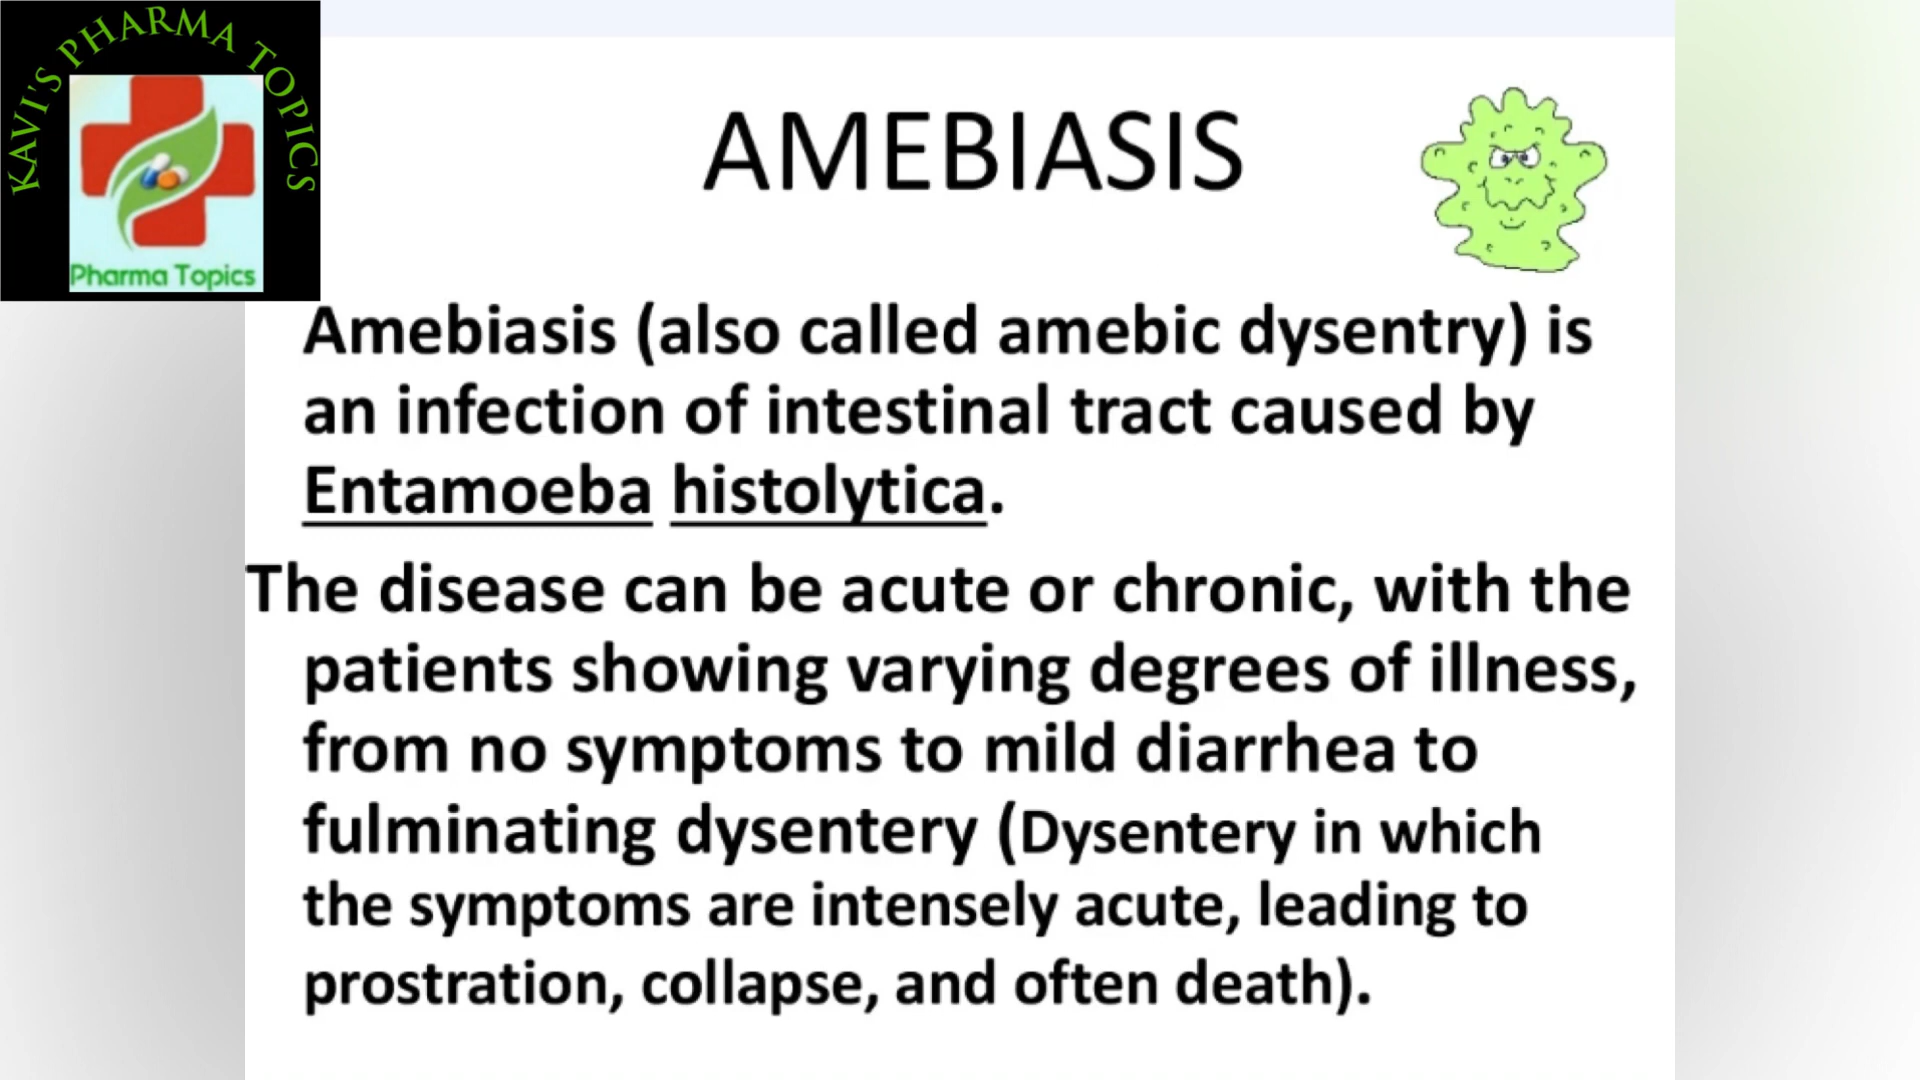 KAVI'S PHARMA TOPICS
Pharma Topics
AMEBIASIS
Amebiasis (also called amebic dysentry) is
an infection of intestinal tract caused by
Entamoeba histolytica.
The disease can be acute or chronic, with the
patients showing varying degrees of illness,
from no symptoms to mild diarrhea to
fulminating dysentery (Dysentery in which
the symptoms are intensely acute, leading to
prostration, collapse, and often death).